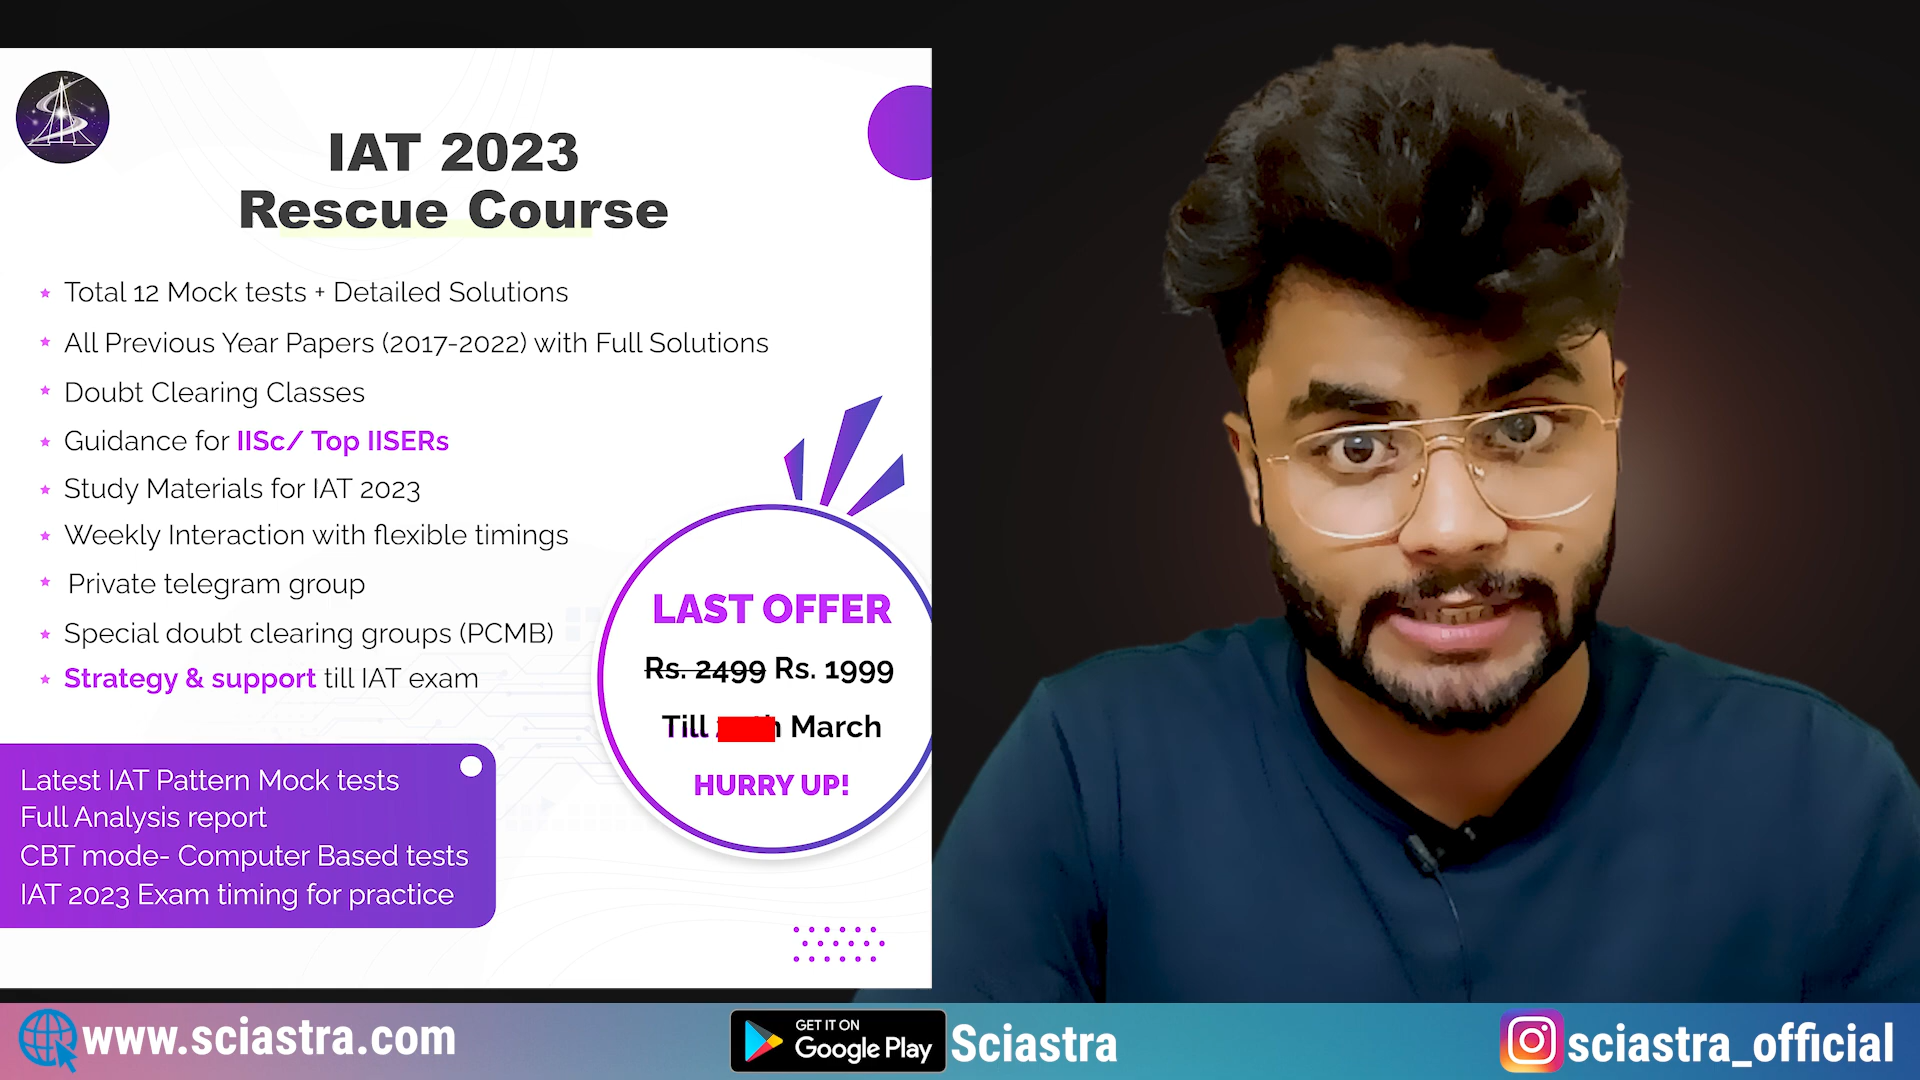 IAT 2023
Rescue Course
Total 12 Mock tests + Detailed Solutions
All Previous Year Papers (2017-2022) with Full Solutions
Doubt Clearing Classes
Guidance for IISc/ Top IISERs
Study Materials for IAT 2023
Weekly Interaction with flexible timings
Private telegram group
Special doubt clearing groups (PCMB)
Strategy & support till IAT exam
LAST OFFER
Rs. 2499 Rs. 1999
Till March
HURRY UP!
Latest IAT Pattern Mock tests
Full Analysis report
CBT mode- Computer Based tests
IAT 2023 Exam timing for practice
www.sciastra.com
GET IT ON
Google Play
Sciastra
sciastra_official